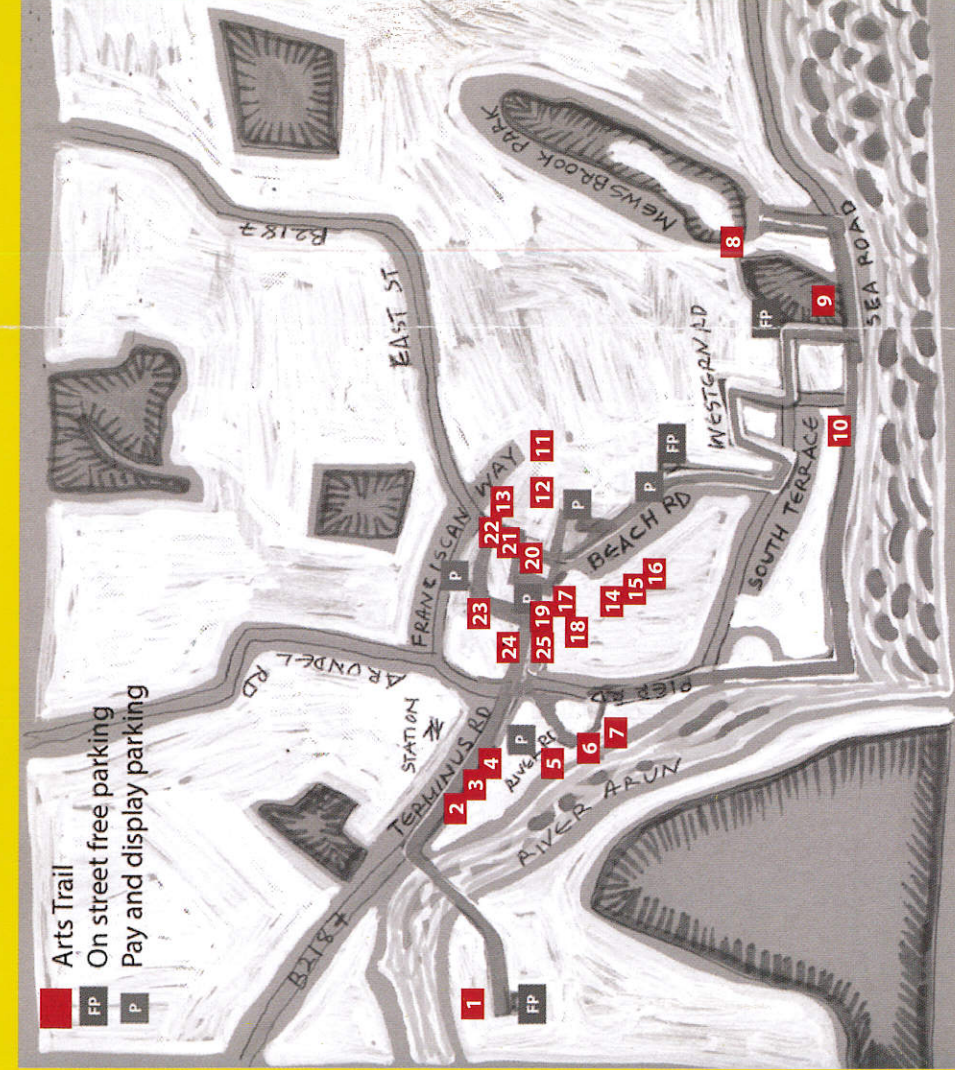 Arts Trail
FP On street free parking
P Pay and display parking
B2187
ARUNDEL
RD
STATION
TERMINUS RD
FRANCISCAN WAY
EAST ST
B2187
MEWSBROOK PARK
RIVER RD
RIVER ARUN
PIER RD
BEACH RD
WESTERN RD
SOUTH TERRACE
SEA ROAD
1
FP
2
3
4
P
5
6
7
24
25
23
P
P
19
17
18
14
15
16
22
21
20
13
12
11
P
P
FP
10
FP
9
8